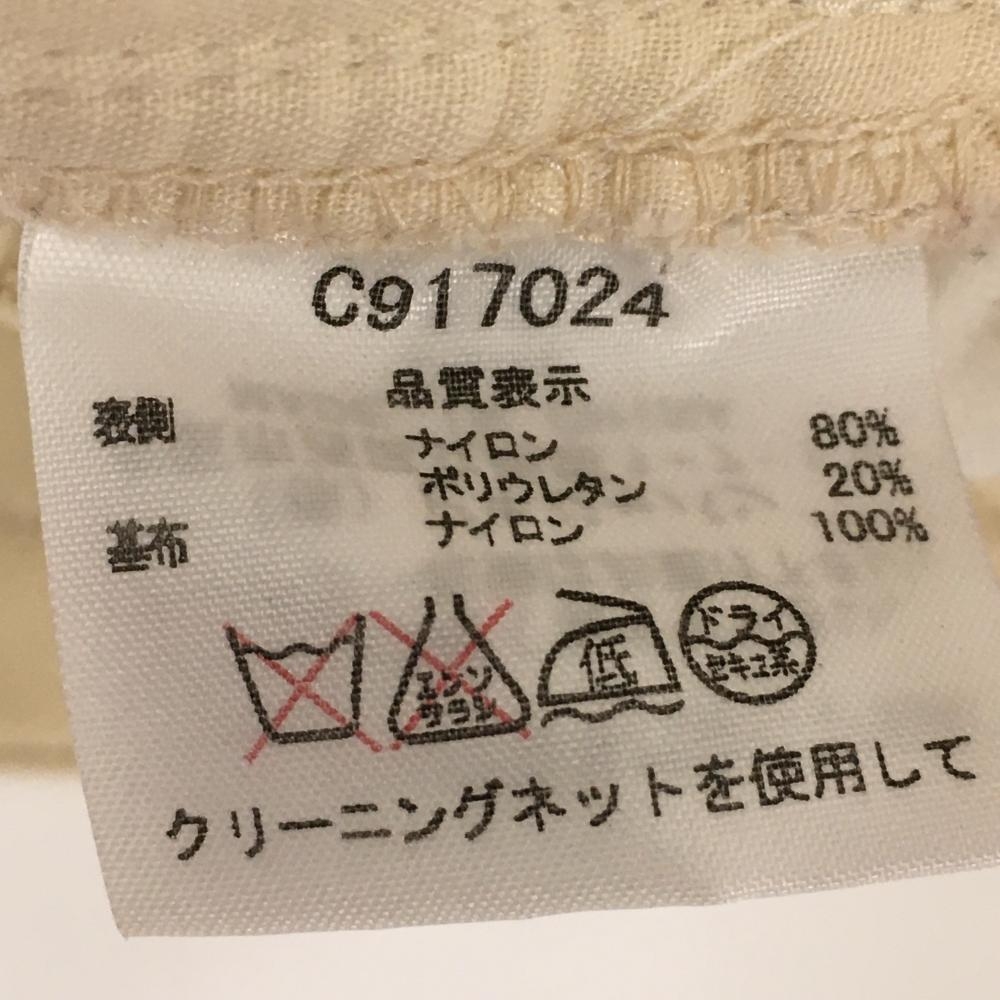 C917024
品質表示
表側 ナイロン 80%
ポリウレタン 20%
基布 ナイロン 100%
エンソ
サラシ
低
ドライ
セキユ系
クリーニングネットを使用して